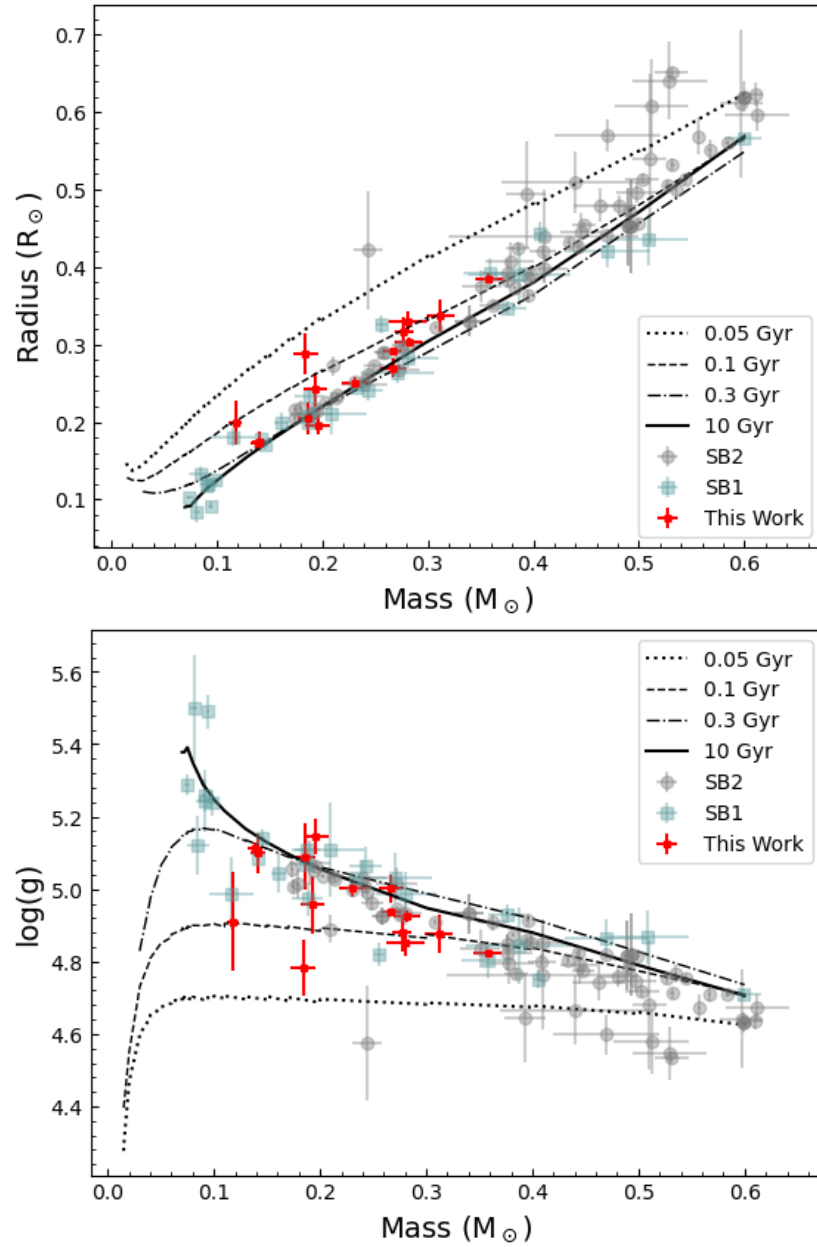 0.7
0.6
0.5
0.4
0.3
0.2
0.1
Radius (R⊙)
0.05 Gyr
0.1 Gyr
0.3 Gyr
10 Gyr
SB2
SB1
This Work
0.0 0.1 0.2 0.3 0.4 0.5 0.6
Mass (M⊙)
5.6
5.4
5.2
5.0
4.8
4.6
4.4
log(g)
0.05 Gyr
0.1 Gyr
0.3 Gyr
10 Gyr
SB2
SB1
This Work
0.0 0.1 0.2 0.3 0.4 0.5 0.6
Mass (M⊙)